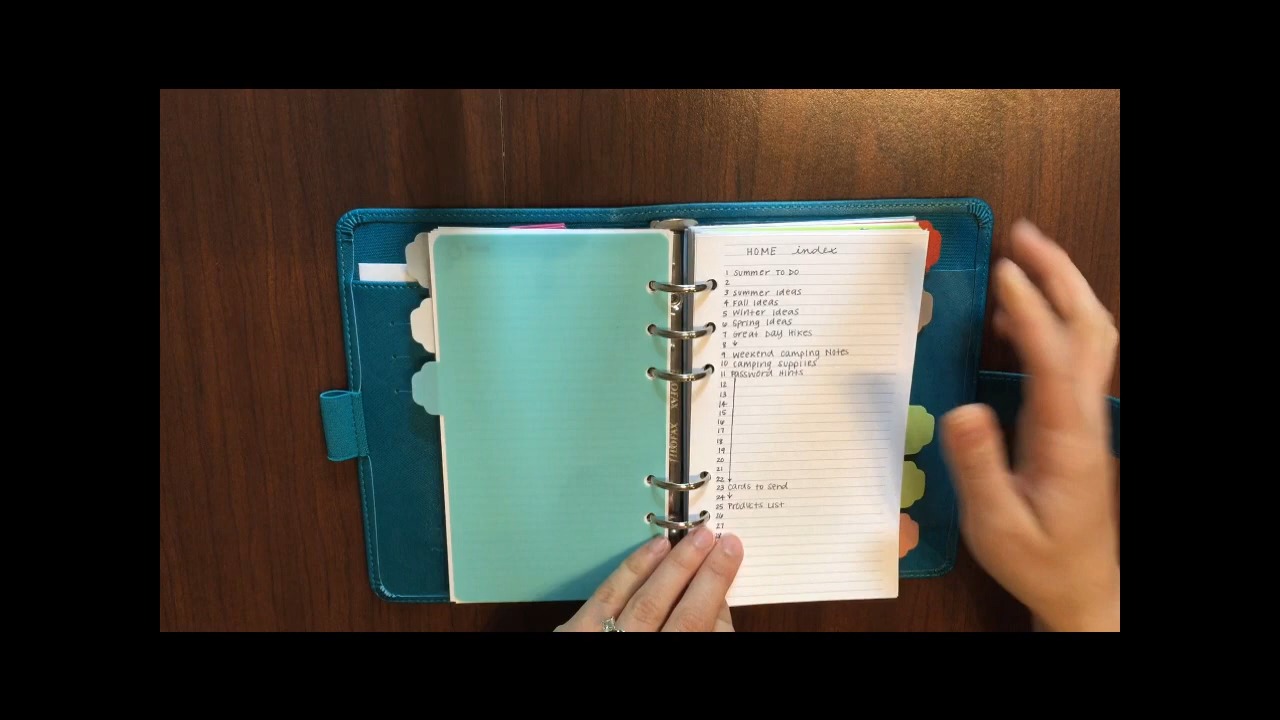 HOME index
1 Summer TO DO
2
3 Summer Ideas
4 Fall Ideas
5 Winter Ideas
6 Spring Ideas
7 Great Day Hikes
8 ↓
9 Weekend Camping Notes
10 Camping Supplies
11 Password Hints
12
13
14
15
16
17
18
19
20
21
22
23 Cards to send
24 ↓
25 Products List
26
27
28